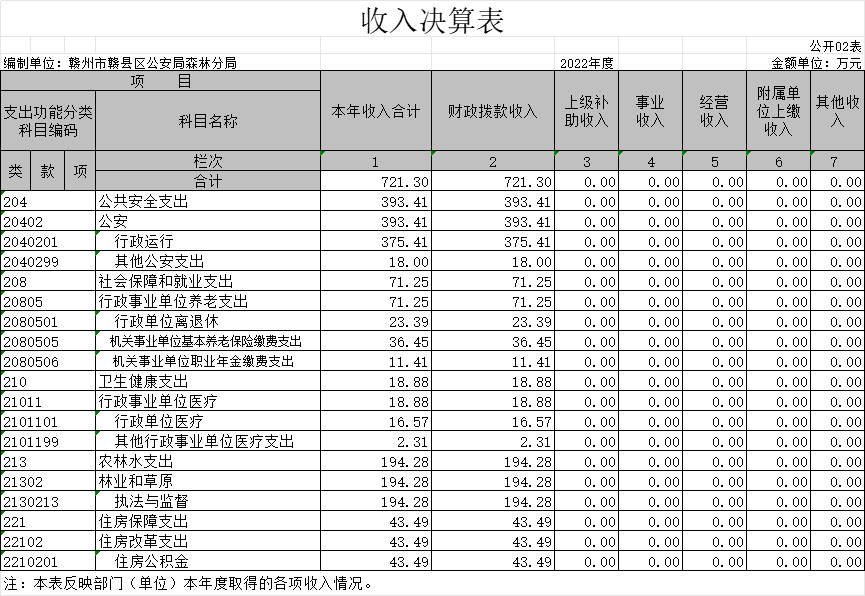 收入决算表
公开02表
编制单位：赣州市赣县区公安局森林分局 2022年度 金额单位：万元
项 目 本年收入合计 财政拨款收入 上级补助收入 事业收入 经营收入 附属单位上缴收入 其他收入
支出功能分类科目编码 科目名称
类 款 项 栏次 1 2 3 4 5 6 7
合计 721.30 721.30 0.00 0.00 0.00 0.00 0.00
204 公共安全支出 393.41 393.41 0.00 0.00 0.00 0.00 0.00
20402 公安 393.41 393.41 0.00 0.00 0.00 0.00 0.00
2040201 行政运行 375.41 375.41 0.00 0.00 0.00 0.00 0.00
2040299 其他公安支出 18.00 18.00 0.00 0.00 0.00 0.00 0.00
208 社会保障和就业支出 71.25 71.25 0.00 0.00 0.00 0.00 0.00
20805 行政事业单位养老支出 71.25 71.25 0.00 0.00 0.00 0.00 0.00
2080501 行政单位离退休 23.39 23.39 0.00 0.00 0.00 0.00 0.00
2080505 机关事业单位基本养老保险缴费支出 36.45 36.45 0.00 0.00 0.00 0.00 0.00
2080506 机关事业单位职业年金缴费支出 11.41 11.41 0.00 0.00 0.00 0.00 0.00
210 卫生健康支出 18.88 18.88 0.00 0.00 0.00 0.00 0.00
21011 行政事业单位医疗 18.88 18.88 0.00 0.00 0.00 0.00 0.00
2101101 行政单位医疗 16.57 16.57 0.00 0.00 0.00 0.00 0.00
2101199 其他行政事业单位医疗支出 2.31 2.31 0.00 0.00 0.00 0.00 0.00
213 农林水支出 194.28 194.28 0.00 0.00 0.00 0.00 0.00
21302 林业和草原 194.28 194.28 0.00 0.00 0.00 0.00 0.00
2130213 执法与监督 194.28 194.28 0.00 0.00 0.00 0.00 0.00
221 住房保障支出 43.49 43.49 0.00 0.00 0.00 0.00 0.00
22102 住房改革支出 43.49 43.49 0.00 0.00 0.00 0.00 0.00
2210201 住房公积金 43.49 43.49 0.00 0.00 0.00 0.00 0.00
注：本表反映部门（单位）本年度取得的各项收入情况。